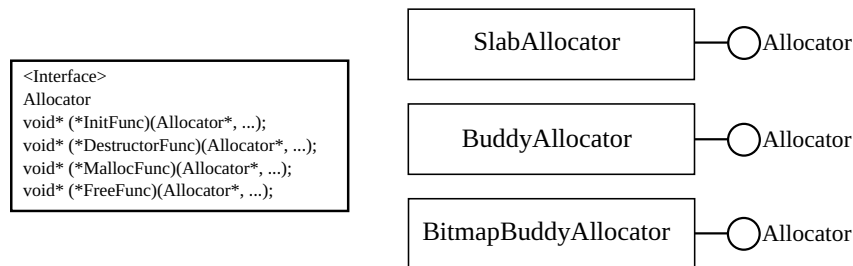 <Interface>
Allocator
void* (*InitFunc)(Allocator*, ...);
void* (*DestructorFunc)(Allocator*, ...);
void* (*MallocFunc)(Allocator*, ...);
void* (*FreeFunc)(Allocator*, ...);
SlabAllocator
Allocator
BuddyAllocator
Allocator
BitmapBuddyAllocator
Allocator